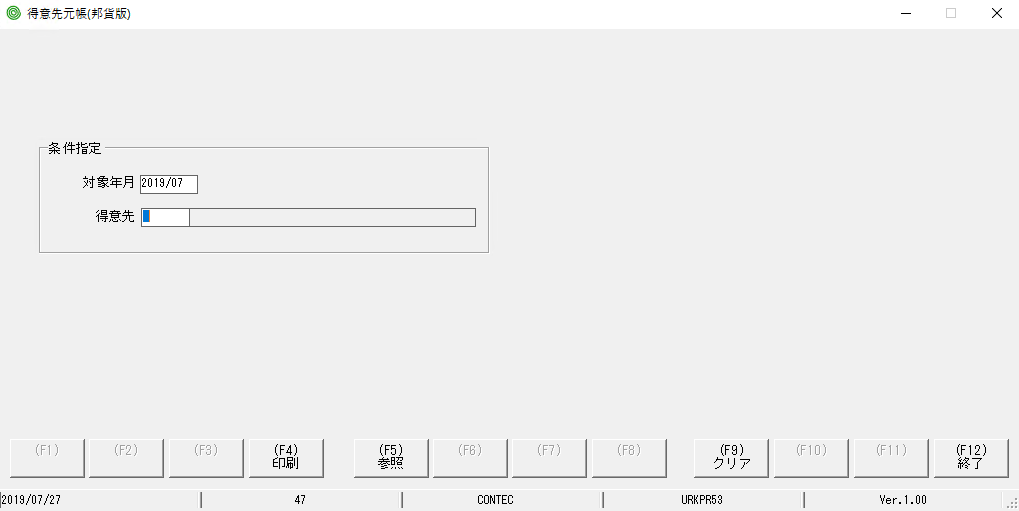 得意先元帳(邦貨版)
条件指定
対象年月 2019/07
得意先
(F1) (F2) (F3) (F4) (F5) (F6) (F7) (F8) (F9) (F10) (F11) (F12)
印刷 参照 クリア 終了
2019/07/27 47 CONTEC URKPR53 Ver.1.00